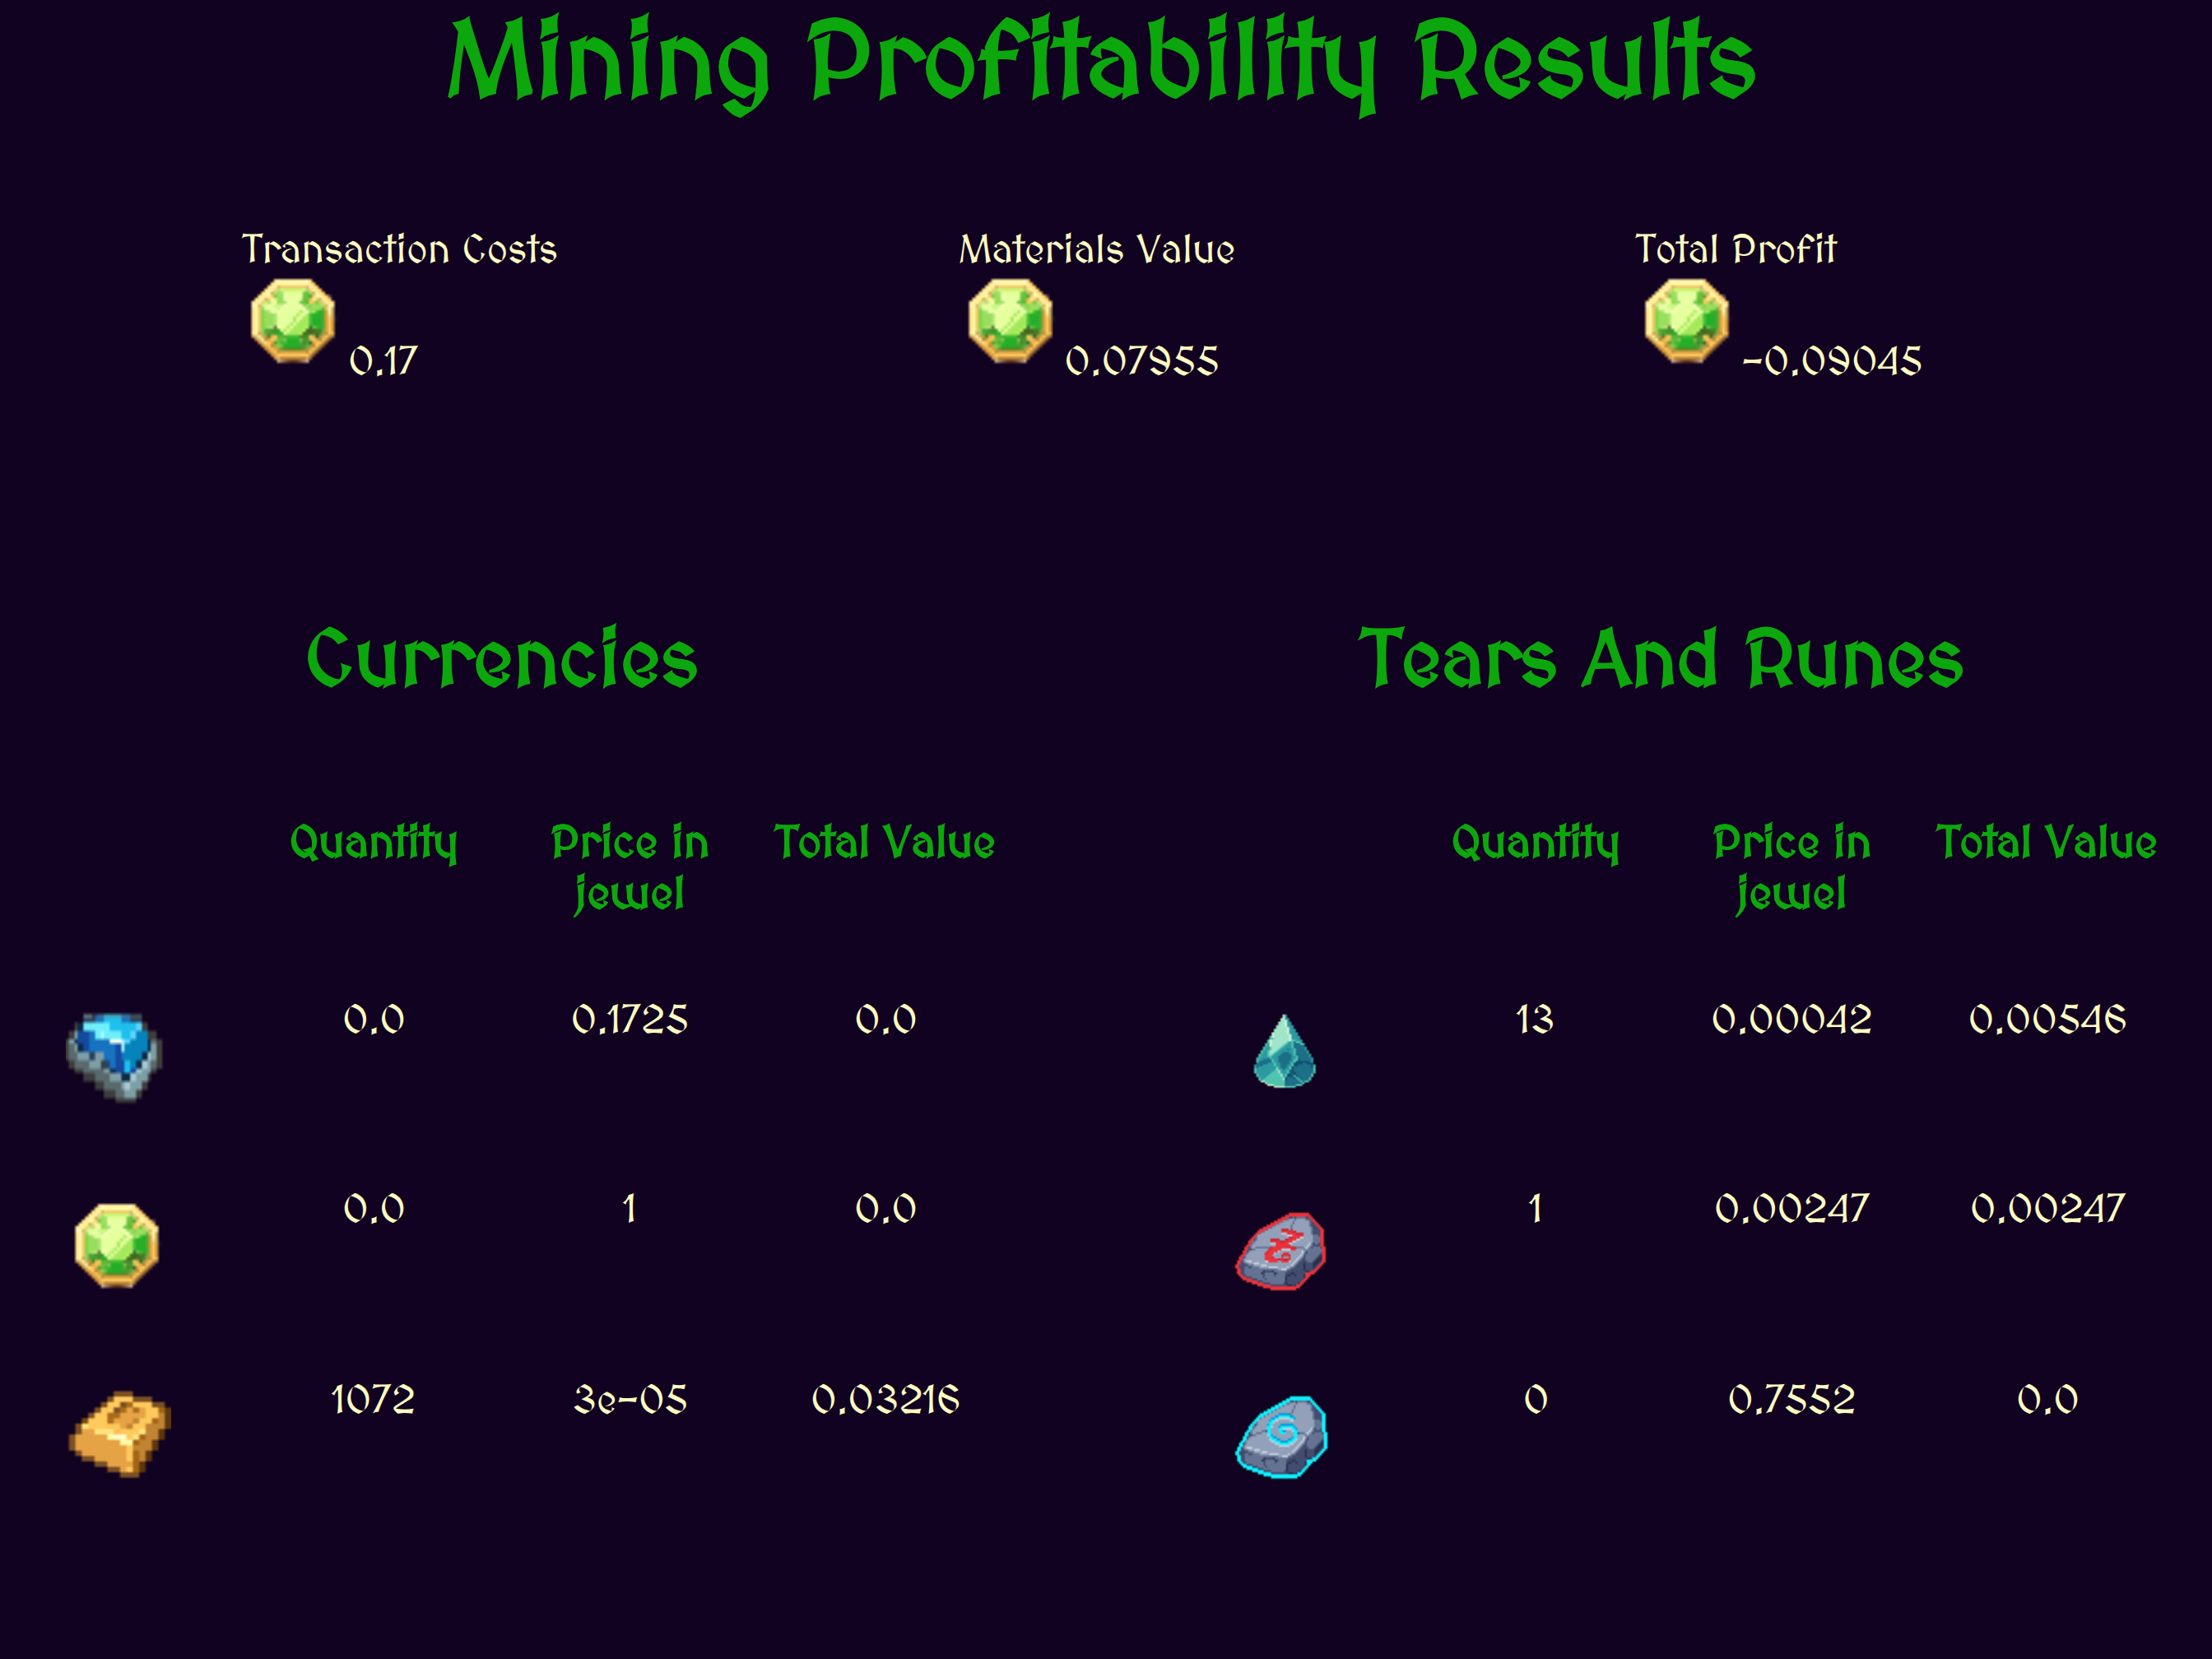 Mining Profitability Results
Transaction Costs
0.17
Materials Value
0.07955
Total Profit
-0.09045
Currencies
Quantity Price in jewel Total Value
0.0 0.1725 0.0
0.0 1 0.0
1072 3e-05 0.03216
Tears And Runes
Quantity Price in jewel Total Value
13 0.00042 0.00546
1 0.00247 0.00247
0 0.7552 0.0